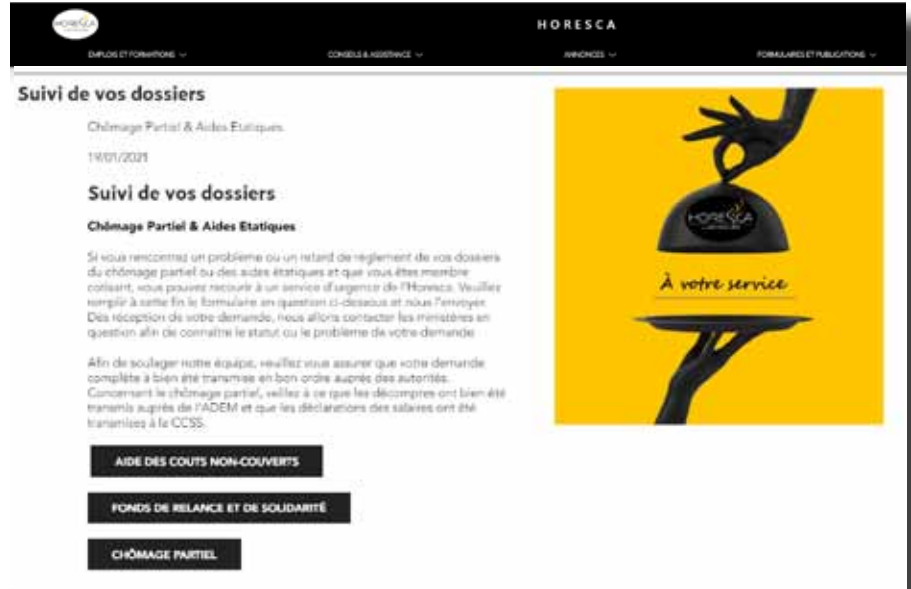 HORESCA
HORESCA
EMPLOIS ET FORMATIONS
CONSEILS & ASSISTANCE
ANNONCES
FORMULAIRES ET PUBLICATIONS
Suivi de vos dossiers
Chômage Partiel & Aides Etatiques
19/01/2021
Suivi de vos dossiers
Chômage Partiel & Aides Etatiques
Si vous rencontrez un problème ou un retard de règlement de vos dossiers
du chômage partiel ou des aides étatiques et que vous êtes membre
cotisant, vous pouvez recourir à un service d'urgence de l'Horesca. Veuillez
remplir à cette fin le formulaire en question ci-dessous et nous l'envoyer.
Dès réception de votre demande, nous allons contacter les ministères en
question afin de connaître le statut ou le problème de votre demande.
Afin de soulager notre équipe, veuillez vous assurer que votre demande
complète à bien été transmise en bon ordre auprès des autorités.
Concernant le chômage partiel, veillez à ce que les décomptes ont bien été
transmis auprès de l'ADEM et que les déclarations des salaires ont été
transmises à la CCSS.
AIDE DES COUTS NON-COUVERTS
FONDS DE RELANCE ET DE SOLIDARITÉ
CHÔMAGE PARTIEL
HORESCA
À votre service